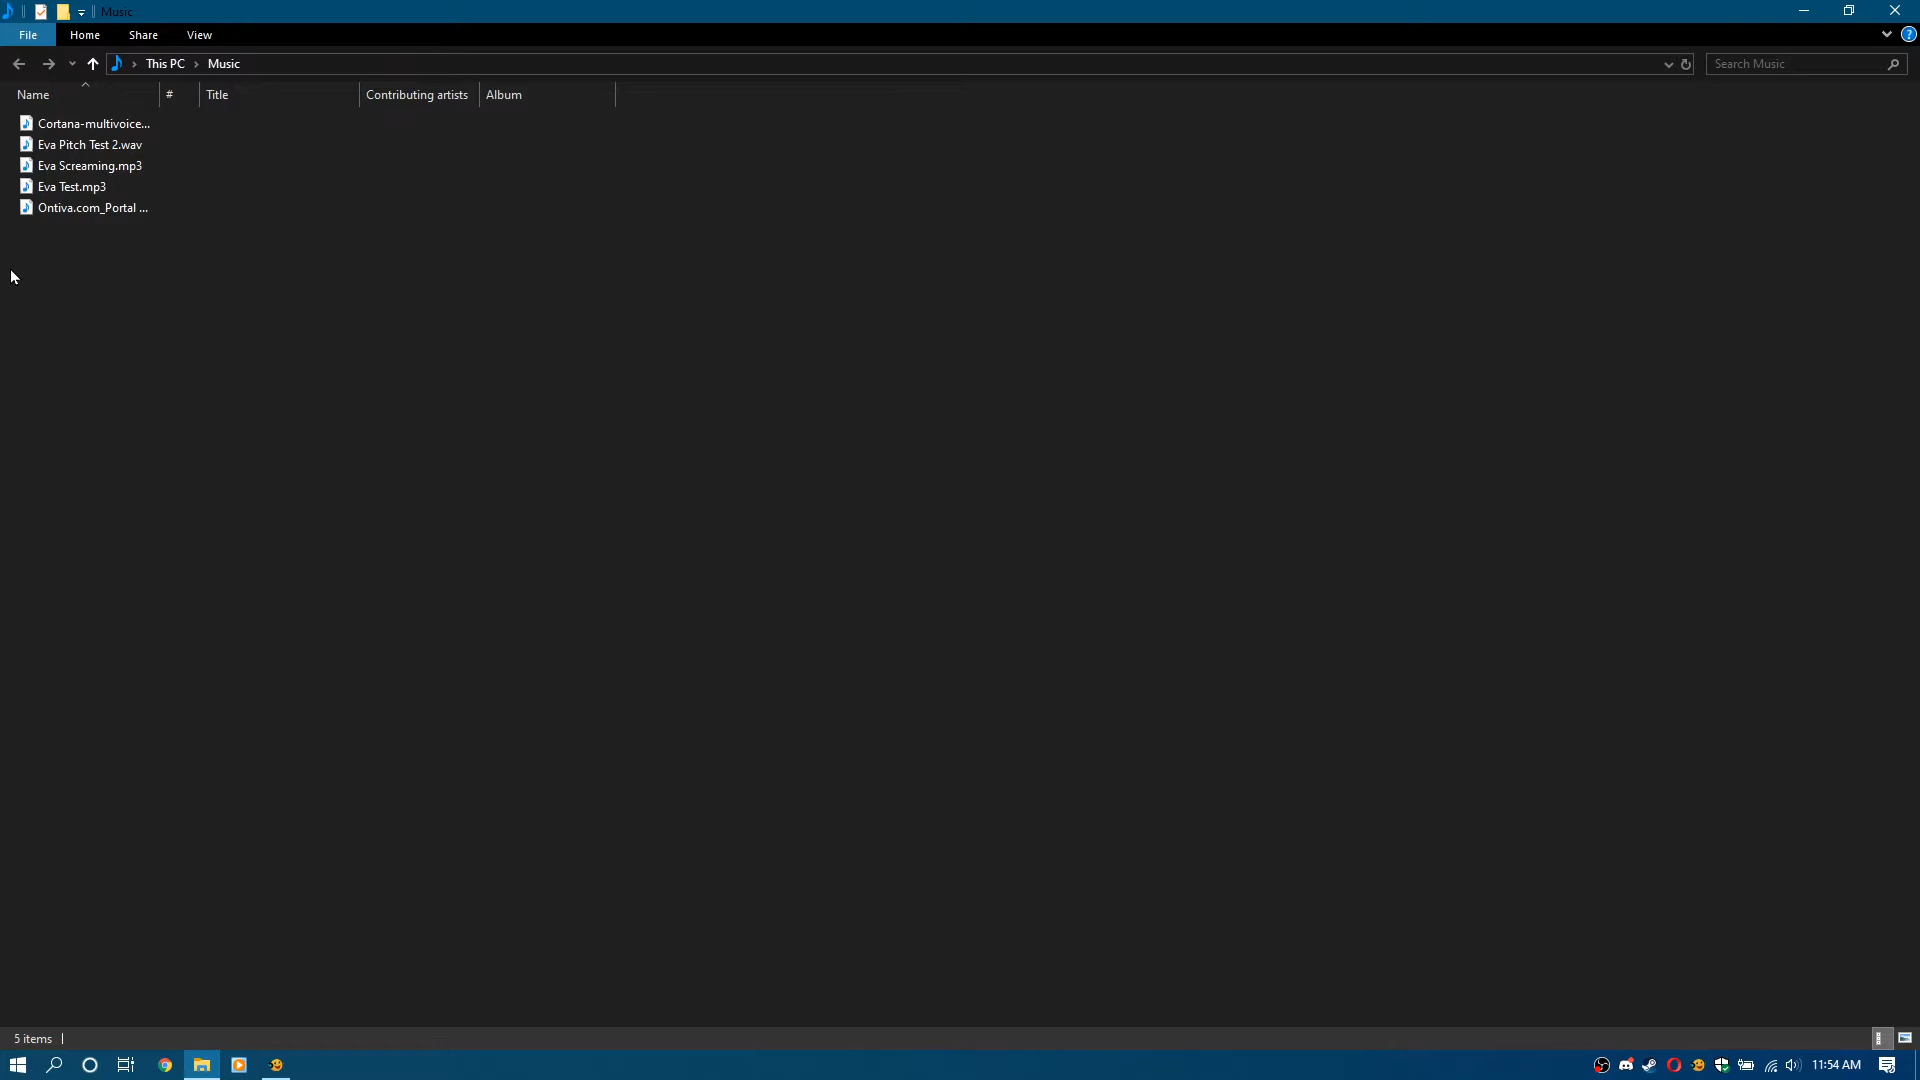 Music
File Home Share View
This PC Music
Search Music
Name # Title Contributing artists Album
Cortana-multivoice...
Eva Pitch Test 2.wav
Eva Screaming.mp3
Eva Test.mp3
Ontiva.com_Portal ...
5 items
11:54 AM